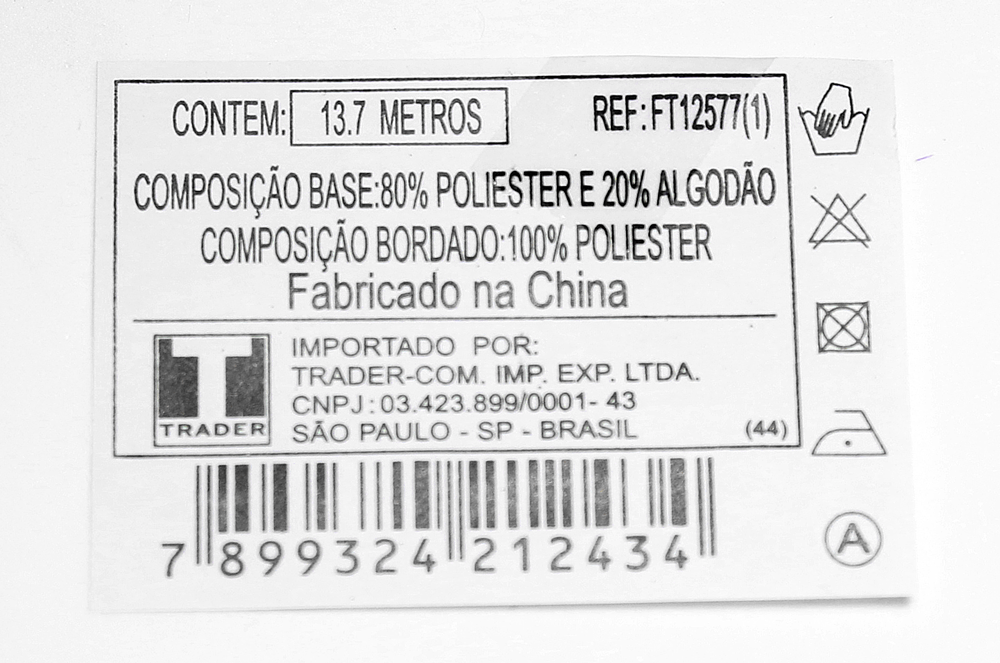 CONTEM: 13.7 METROS REF: FT12577(1)
COMPOSIÇÃO BASE:80% POLIESTER E 20% ALGODÃO
COMPOSIÇÃO BORDADO:100% POLIESTER
Fabricado na China
TRADER
IMPORTADO POR:
TRADER-COM. IMP. EXP. LTDA.
CNPJ:03.423.899/0001-43
SÃO PAULO - SP - BRASIL (44)
7 899324 212434
A